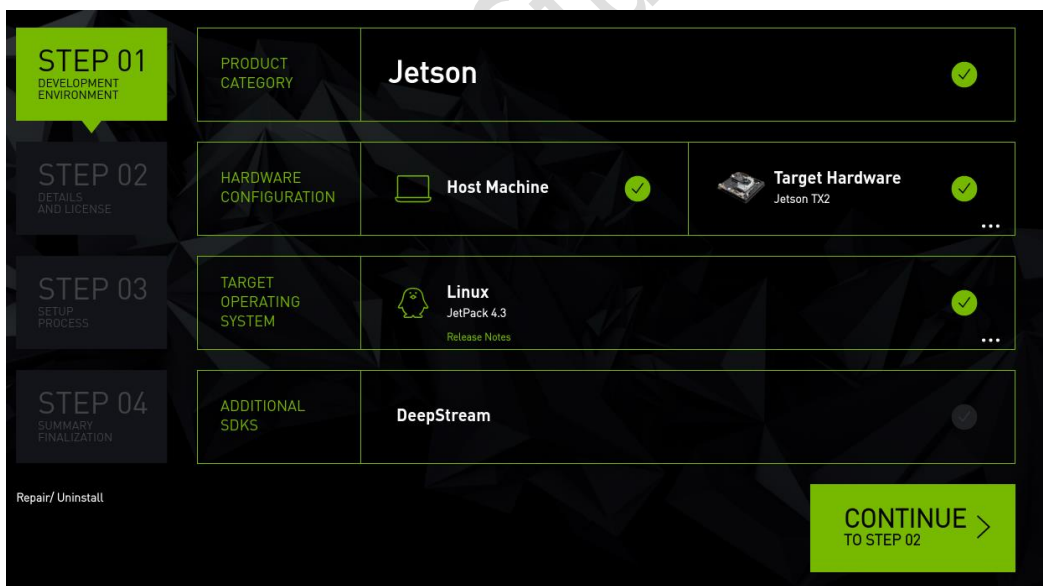 STEP 01
DEVELOPMENT
ENVIRONMENT
PRODUCT
CATEGORY
Jetson
STEP 02
DETAILS
AND LICENSE
HARDWARE
CONFIGURATION
Host Machine
Target Hardware
Jetson TX2
...
STEP 03
SETUP
PROCESS
TARGET
OPERATING
SYSTEM
Linux
JetPack 4.3
Release Notes
...
STEP 04
SUMMARY
FINALIZATION
ADDITIONAL
SDKS
DeepStream
Repair/ Uninstall
CONTINUE >
TO STEP 02